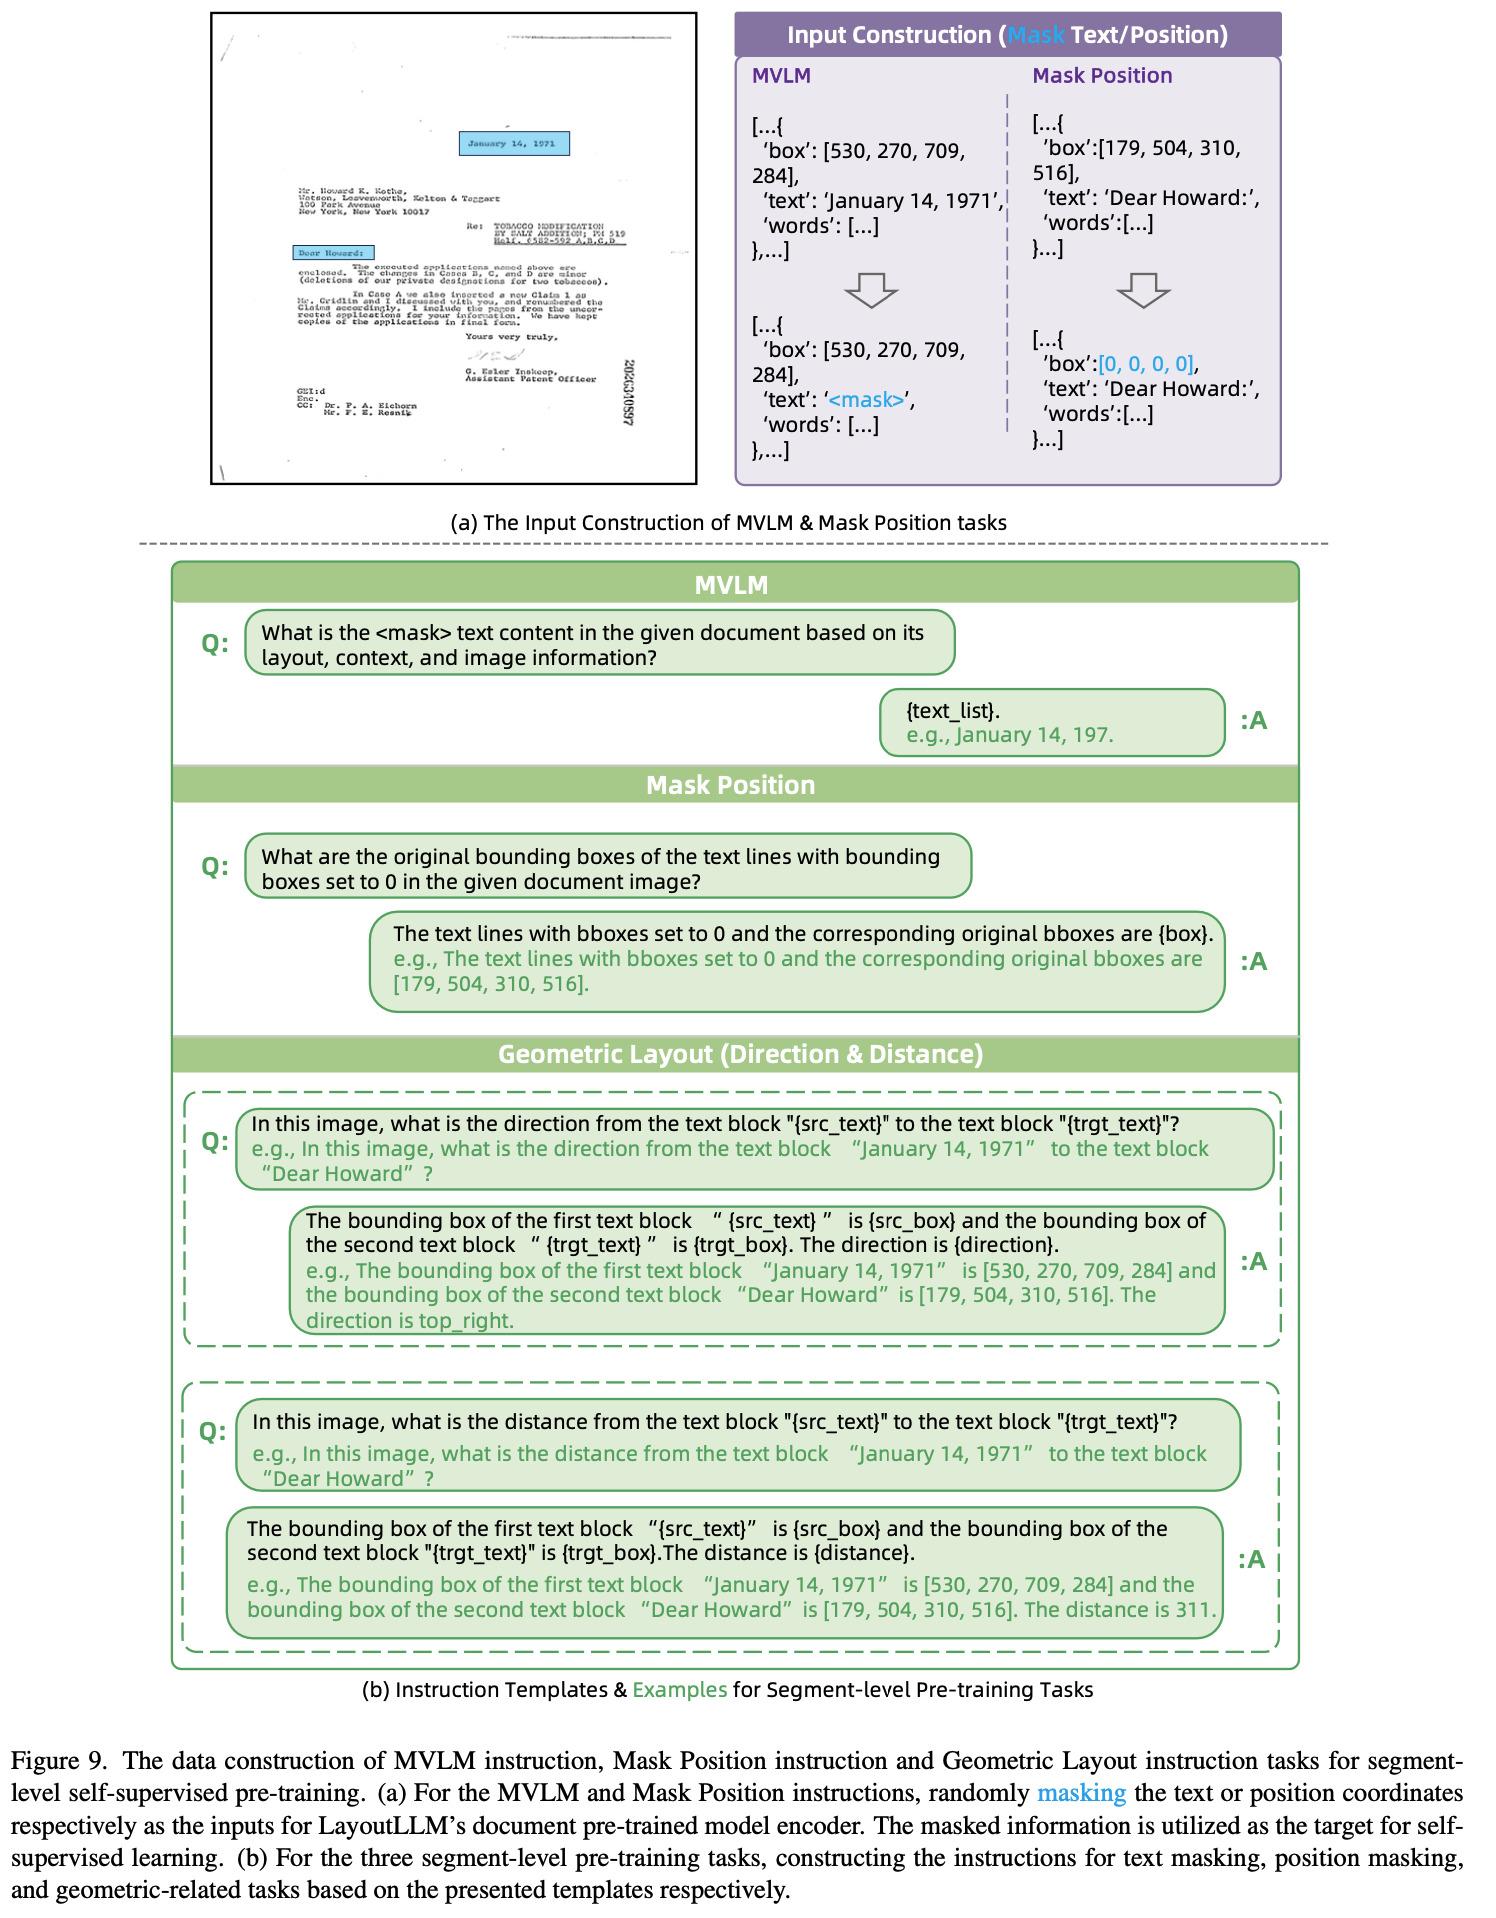 January 14, 1971
Mr. Howard K. Kothe,
Watson, Leavenworth, Kelton & Taggart
100 Park Avenue
New York, New York 10017
Re: TOBACCO MODIFICATION
BY SALT ADDITION; PM 519
Half. 6582-592 A,B,C,D
Dear Howard:
The executed applications named above are
enclosed. The changes in Cases B, C, and D are minor
(deletions of our private designations for two tobaccos).
In Case A we also inserted a new Claim 1 as
Mr. Gridlin and I discussed with you, and renumbered the
Claims accordingly. I include the pages from the uncor-
rected applications for your information. We have kept
copies of the applications in final form.
Yours very truly,
G. Esler Inskeep,
Assistant Patent Officer
GEI:d
Enc.
CC: Dr. P. A. Eichorn
Mr. F. E. Resnik
2026340597
Input Construction (Mask Text/Position)
MVLM
[...{
‘box’: [530, 270, 709,
284],
‘text’: ‘January 14, 1971’,
‘words’: [...]
},...]
[...{
‘box’: [530, 270, 709,
284],
‘text’: ‘<mask>’,
‘words’: [...]
},...]
Mask Position
[...{
‘box’:[179, 504, 310,
516],
‘text’: ‘Dear Howard:’,
‘words’:[...]
}...]
[...{
‘box’:[0, 0, 0, 0],
‘text’: ‘Dear Howard:’,
‘words’:[...]
}...]
(a) The Input Construction of MVLM & Mask Position tasks
MVLM
Q: What is the <mask> text content in the given document based on its
layout, context, and image information?
{text_list}. :A
e.g., January 14, 197.
Mask Position
Q: What are the original bounding boxes of the text lines with bounding
boxes set to 0 in the given document image?
The text lines with bboxes set to 0 and the corresponding original bboxes are {box}.
e.g., The text lines with bboxes set to 0 and the corresponding original bboxes are :A
[179, 504, 310, 516].
Geometric Layout (Direction & Distance)
Q: In this image, what is the direction from the text block "{src_text}" to the text block "{trgt_text}"?
e.g., In this image, what is the direction from the text block “January 14, 1971” to the text block
“Dear Howard” ?
The bounding box of the first text block “ {src_text} ” is {src_box} and the bounding box of
the second text block “ {trgt_text} ” is {trgt_box}. The direction is {direction}.
e.g., The bounding box of the first text block “January 14, 1971” is [530, 270, 709, 284] and :A
the bounding box of the second text block “Dear Howard” is [179, 504, 310, 516]. The
direction is top_right.
Q: In this image, what is the distance from the text block "{src_text}" to the text block "{trgt_text}"?
e.g., In this image, what is the distance from the text block “January 14, 1971” to the text block
“Dear Howard” ?
The bounding box of the first text block “{src_text}” is {src_box} and the bounding box of the
second text block "{trgt_text}" is {trgt_box}.The distance is {distance}. :A
e.g., The bounding box of the first text block “January 14, 1971” is [530, 270, 709, 284] and the
bounding box of the second text block “Dear Howard” is [179, 504, 310, 516]. The distance is 311.
(b) Instruction Templates & Examples for Segment-level Pre-training Tasks
Figure 9. The data construction of MVLM instruction, Mask Position instruction and Geometric Layout instruction tasks for segment-
level self-supervised pre-training. (a) For the MVLM and Mask Position instructions, randomly masking the text or position coordinates
respectively as the inputs for LayoutLLM’s document pre-trained model encoder. The masked information is utilized as the target for self-
supervised learning. (b) For the three segment-level pre-training tasks, constructing the instructions for text masking, position masking,
and geometric-related tasks based on the presented templates respectively.